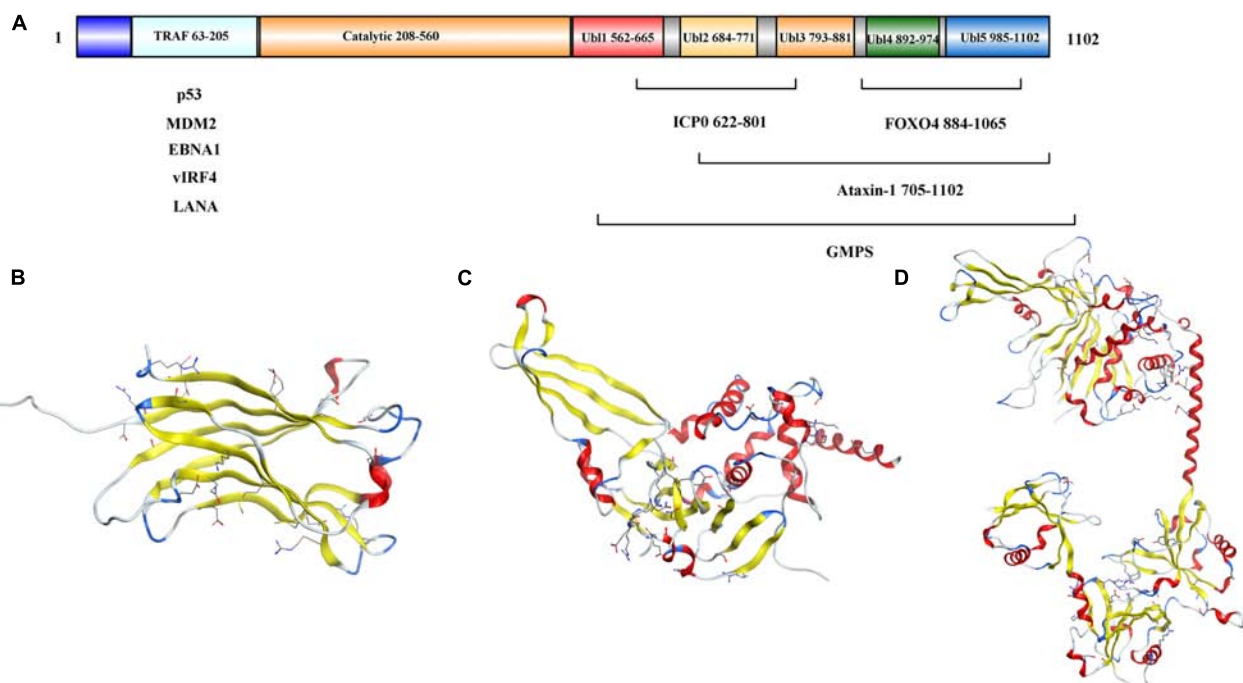 A
1 TRAF 63-205 Catalytic 208-560 Ubl1 562-665 Ubl2 684-771 Ubl3 793-881 Ubl4 892-974 Ubl5 985-1102 1102
p53
MDM2
EBNA1
vIRF4
LANA
ICP0 622-801
FOXO4 884-1065
Ataxin-1 705-1102
GMPS
B
C
D